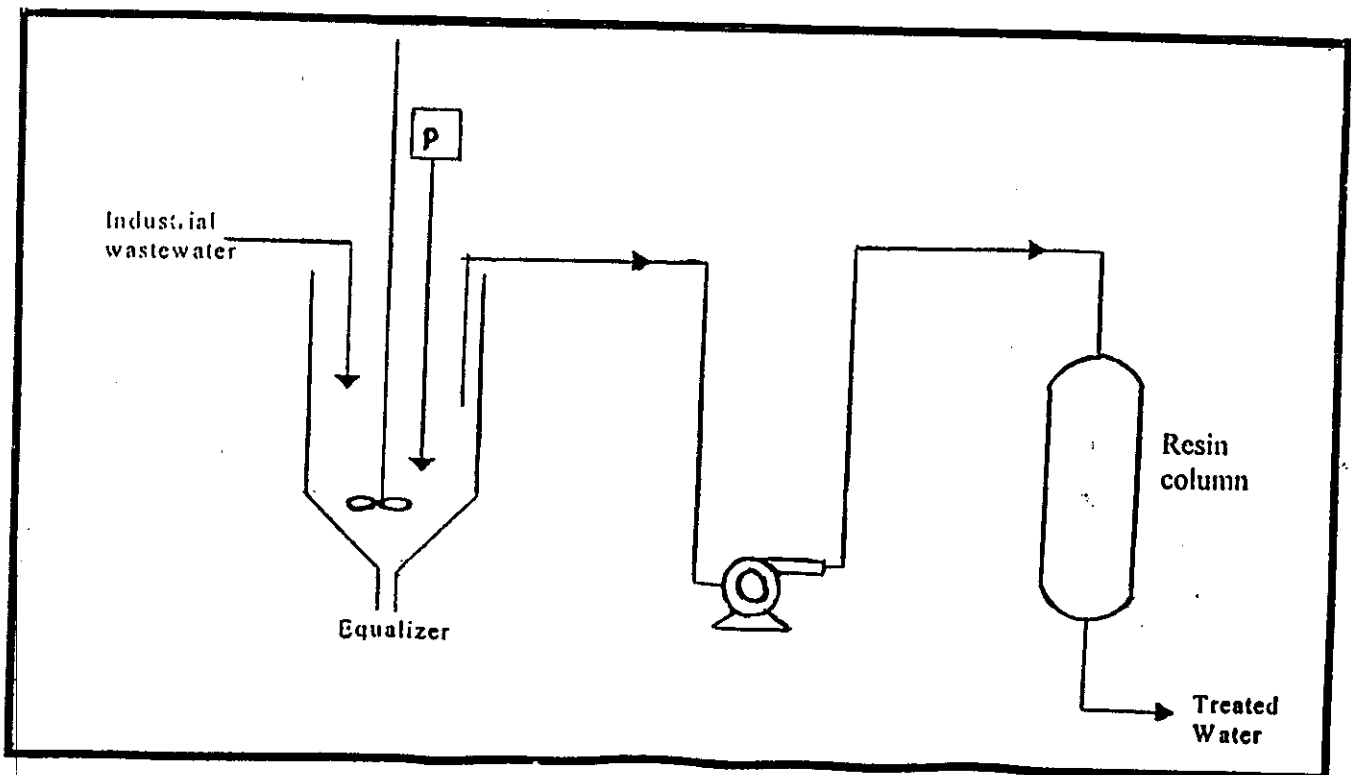 p
Industrial
wastewater
Equalizer
Resin
column
Treated
Water